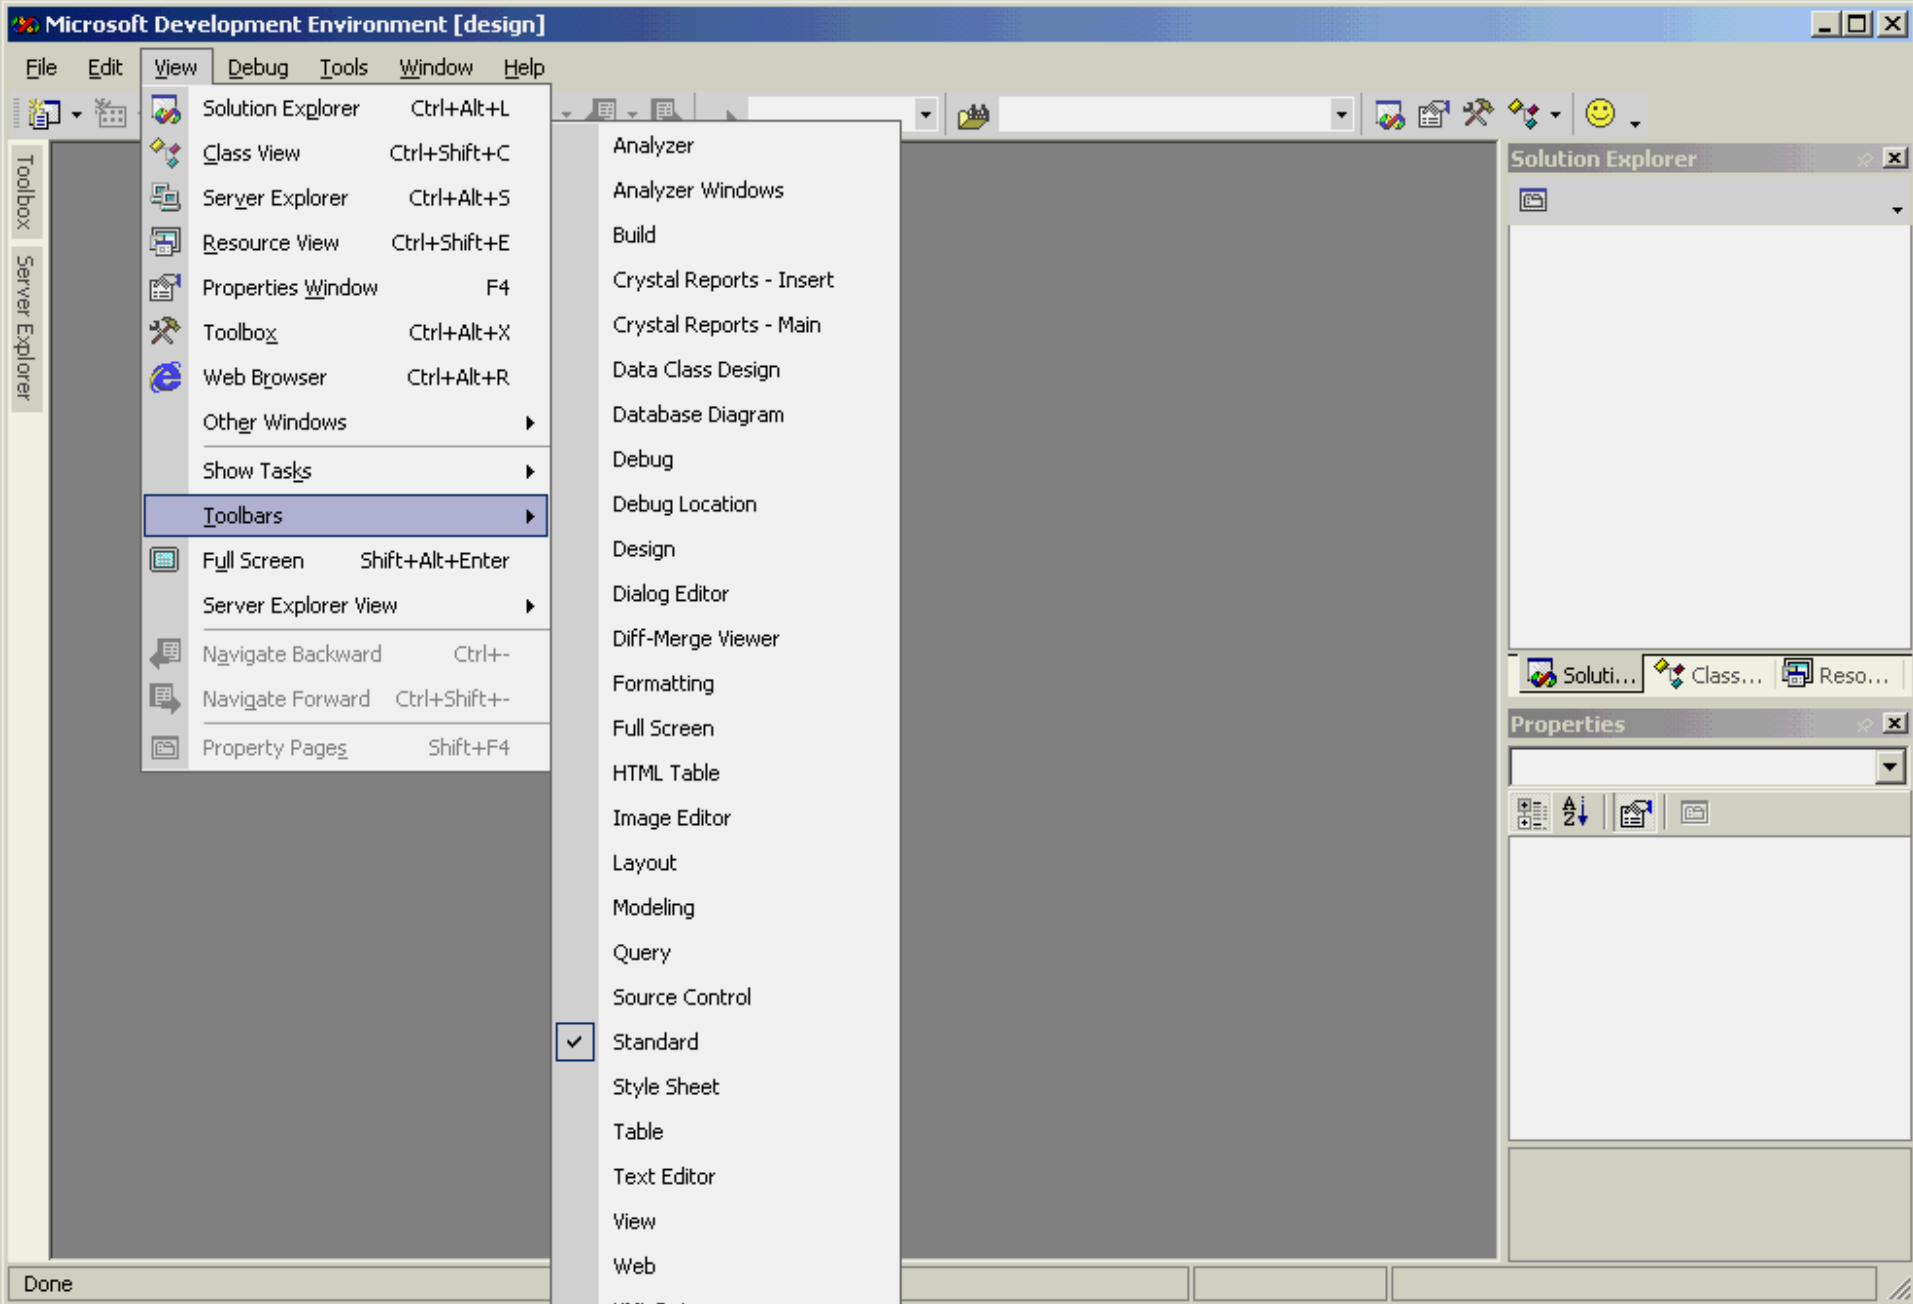 Microsoft Development Environment [design]
File Edit View Debug Tools Window Help
Solution Explorer Ctrl+Alt+L
Class View Ctrl+Shift+C
Server Explorer Ctrl+Alt+S
Resource View Ctrl+Shift+E
Properties Window F4
Toolbox Ctrl+Alt+X
Web Browser Ctrl+Alt+R
Other Windows
Show Tasks
Toolbars
Full Screen Shift+Alt+Enter
Server Explorer View
Navigate Backward Ctrl+-
Navigate Forward Ctrl+Shift+-
Property Pages Shift+F4
Analyzer
Analyzer Windows
Build
Crystal Reports - Insert
Crystal Reports - Main
Data Class Design
Database Diagram
Debug
Debug Location
Design
Dialog Editor
Diff-Merge Viewer
Formatting
Full Screen
HTML Table
Image Editor
Layout
Modeling
Query
Source Control
Standard
Style Sheet
Table
Text Editor
View
Web
Toolbox
Server Explorer
Solution Explorer
Soluti... Class... Reso...
Properties
Done